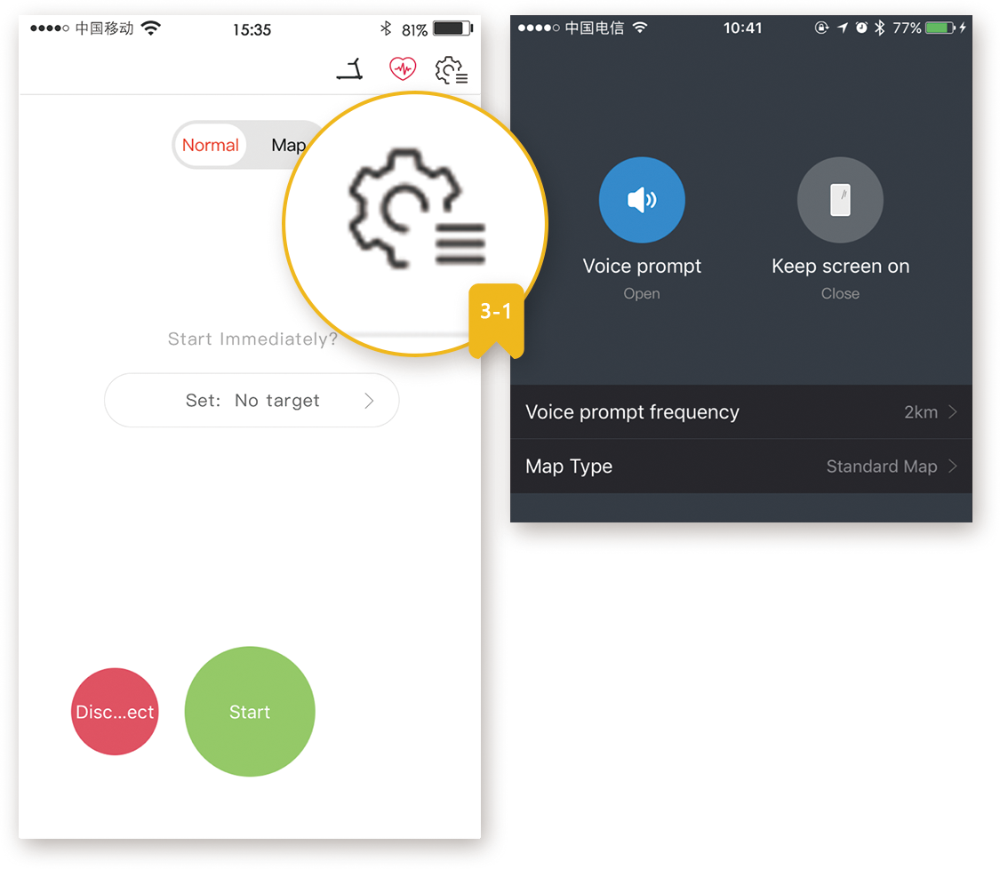 中国移动
15:35
81%
Normal
Map
3-1
Start Immediately?
Set: No target
Disc...ect
Start
中国电信
10:41
77%
Voice prompt
Open
Keep screen on
Close
Voice prompt frequency
2km
Map Type
Standard Map